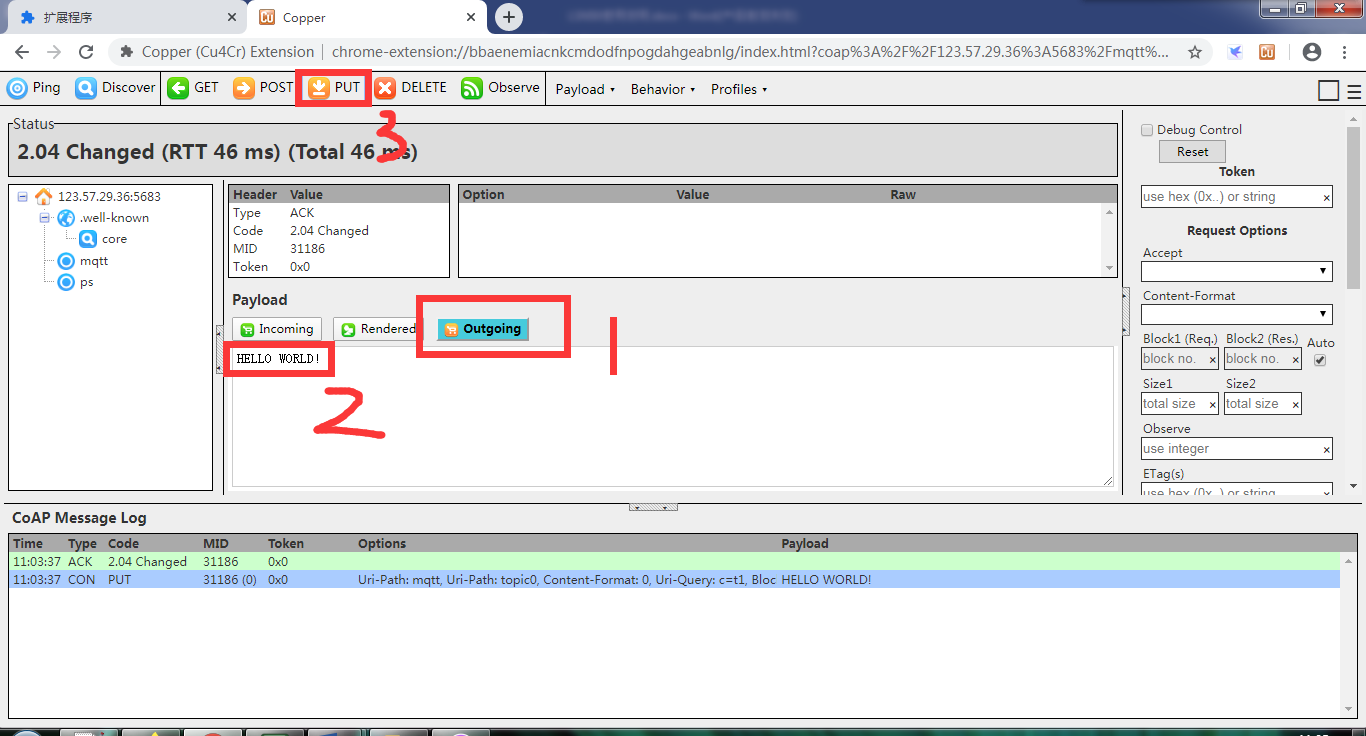 扩展程序
Copper
Copper (Cu4Cr) Extension | chrome-extension://bbaenemiacnkcmdodfnpogdahgeabnlg/index.html?coap%3A%2F%2F123.57.29.36%3A5683%2Fmqtt%...
Ping Discover GET POST PUT DELETE Observe Payload Behavior Profiles
3
Status
2.04 Changed (RTT 46 ms) (Total 46 ms)
123.57.29.36:5683
.well-known
core
mqtt
ps
Header Value
Type ACK
Code 2.04 Changed
MID 31186
Token 0x0
Option Value Raw
Payload
Incoming Rendered Outgoing
1
HELLO WORLD!
2
Debug Control
Reset
Token
use hex (0x..) or string
Request Options
Accept
Content-Format
Block1 (Req.) Block2 (Res.) Auto
block no. block no.
Size1 Size2
total size total size
Observe
use integer
ETag(s)
use hex (0x..) or string
CoAP Message Log
Time Type Code MID Token Options Payload
11:03:37 ACK 2.04 Changed 31186 0x0
11:03:37 CON PUT 31186 (0) 0x0 Uri-Path: mqtt, Uri-Path: topic0, Content-Format: 0, Uri-Query: c=t1, Bloc HELLO WORLD!